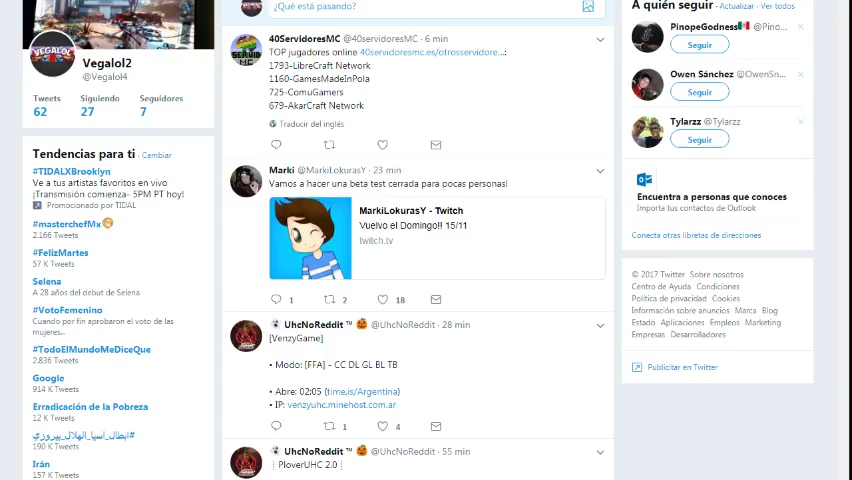 VEGALOL
Vegalol2
@Vegalol4
Tweets Siguiendo Seguidores
62 27 7
Tendencias para ti · Cambiar
#TIDALXBrooklyn
Ve a tus artistas favoritos en vivo
¡Transmisión comienza- 5PM PT hoy!
Promocionado por TIDAL
#masterchefMx
2.166 Tweets
#FelizMartes
57 K Tweets
Selena
A 28 años del debut de Selena
#VotoFemenino
Cuando por fin aprobaron el voto de las
mujeres..
#TodoElMundoMeDiceQue
2.836 Tweets
Google
914 K Tweets
Erradicación de la Pobreza
12 K Tweets
#ابطال_اسيا_الهلال_بيروزي
190 K Tweets
Irán
157 K Tweets
¿Qué está pasando?
SERVIDO
MC
40ServidoresMC @40servidoresMC · 6 min
TOP jugadores online 40servidoresmc.es/otrosservidore...:
1793-LibreCraft Network
1160-GamesMadeInPola
725-ComuGamers
679-AkarCraft Network
Traducir del inglés
Marki @MarkiLokurasY · 23 min
Vamos a hacer una beta test cerrada para pocas personas!
MarkiLokurasY - Twitch
Vuelvo el Domingo!! 15/11
twitch.tv
1 2 18
UhcNoReddit ™ 🎃 @UhcNoReddit · 28 min
[VenzyGame]
• Modo: [FFA] - CC DL GL BL TB
• Abre: 02:05 (time.is/Argentina)
• IP: venzyuhc.minehost.com.ar
1 4
UhcNoReddit ™ 🎃 @UhcNoReddit · 55 min
┊PloverUHC 2.0┊
A quién seguir · Actualizar · Ver todos
PinopeGodness🇲🇽 @Pino...
Seguir
Owen Sánchez @OwenSn...
Seguir
Tylarzz @Tylarzz
Seguir
Encuentra a personas que conoces
Importa tus contactos de Outlook
Conecta otras libretas de direcciones
© 2017 Twitter Sobre nosotros
Centro de Ayuda Condiciones
Política de privacidad Cookies
Información sobre anuncios Marca Blog
Estado Aplicaciones Empleos Marketing
Empresas Desarrolladores
Publicitar en Twitter